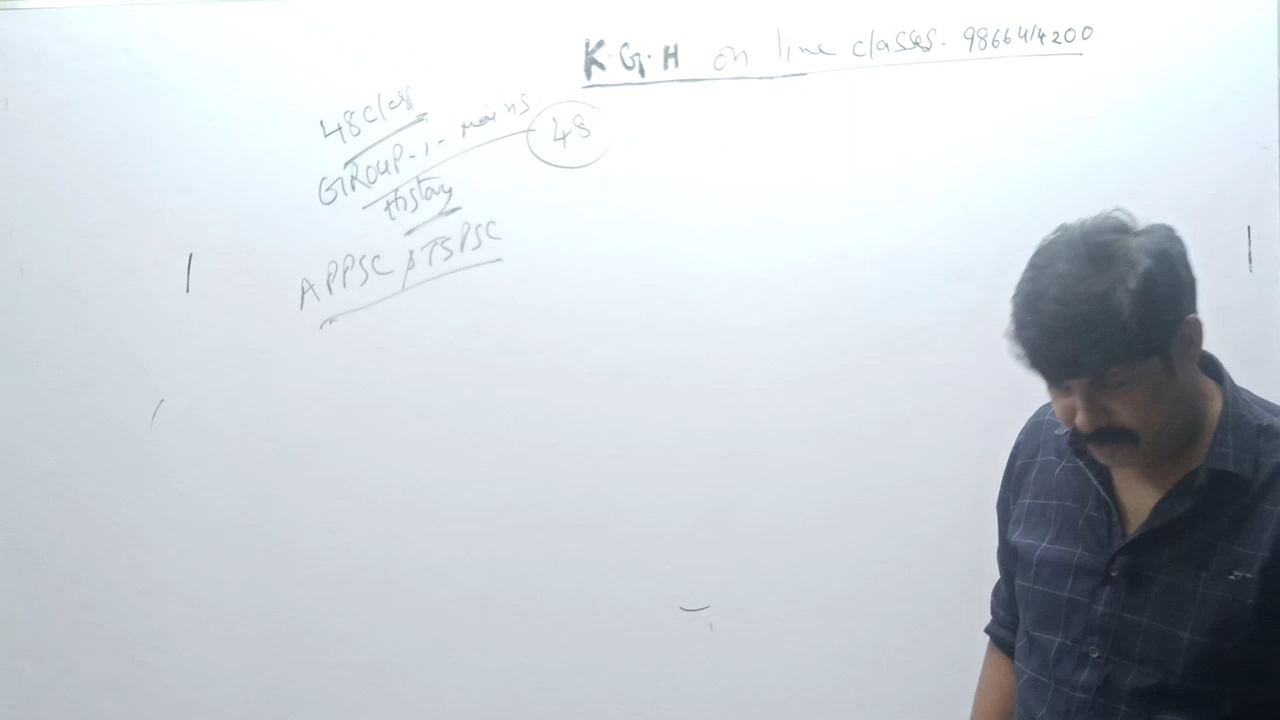 K.G.H on line classes. 9866414200
48 class
GROUP-1- mains 48
History
APPSC & TSPSC